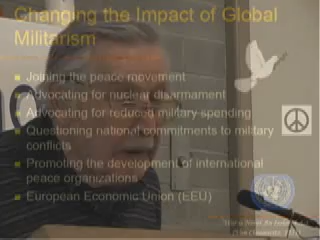 Changing the Impact of Global
Militarism
Joining the peace movement
Advocating for nuclear disarmament
Advocating for reduced military spending
Questioning national commitments to military
conflicts
Promoting the development of international
peace organizations
European Economic Union (EEU)